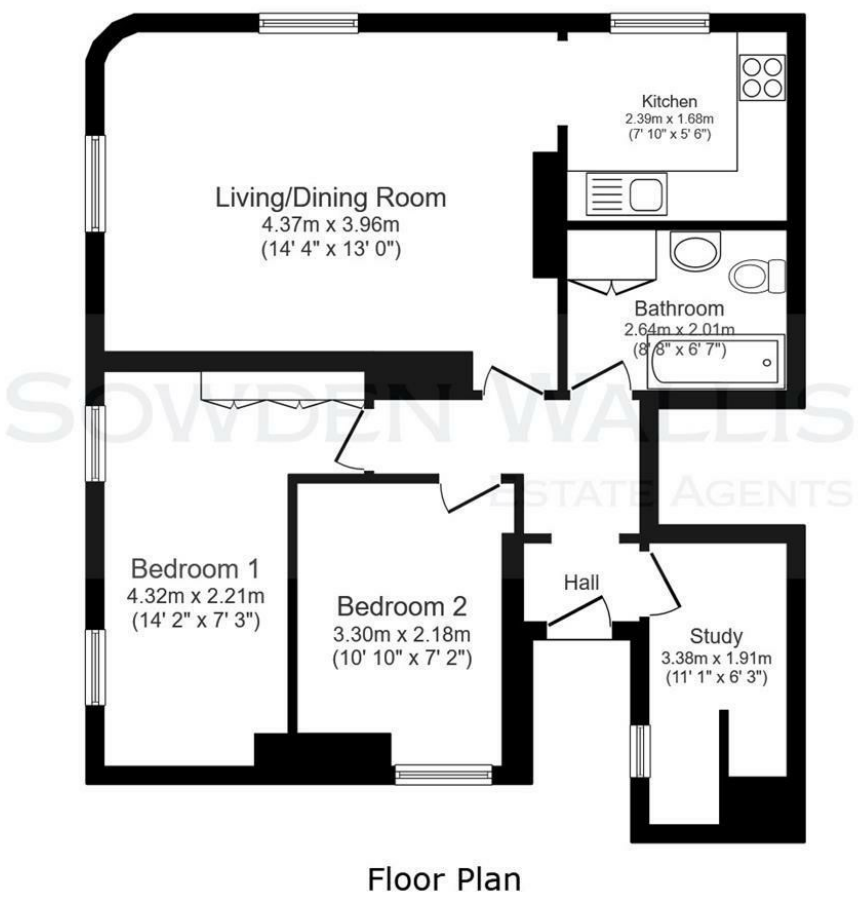 Kitchen
2.39m x 1.68m
(7' 10" x 5' 6")
Living/Dining Room
4.37m x 3.96m
(14' 4" x 13' 0")
Bathroom
2.64m x 2.01m
(8' 8" x 6' 7")
SOWDEN WALLIS
ESTATE AGENTS
Bedroom 1
4.32m x 2.21m
(14' 2" x 7' 3")
Bedroom 2
3.30m x 2.18m
(10' 10" x 7' 2")
Hall
Study
3.38m x 1.91m
(11' 1" x 6' 3")
Floor Plan